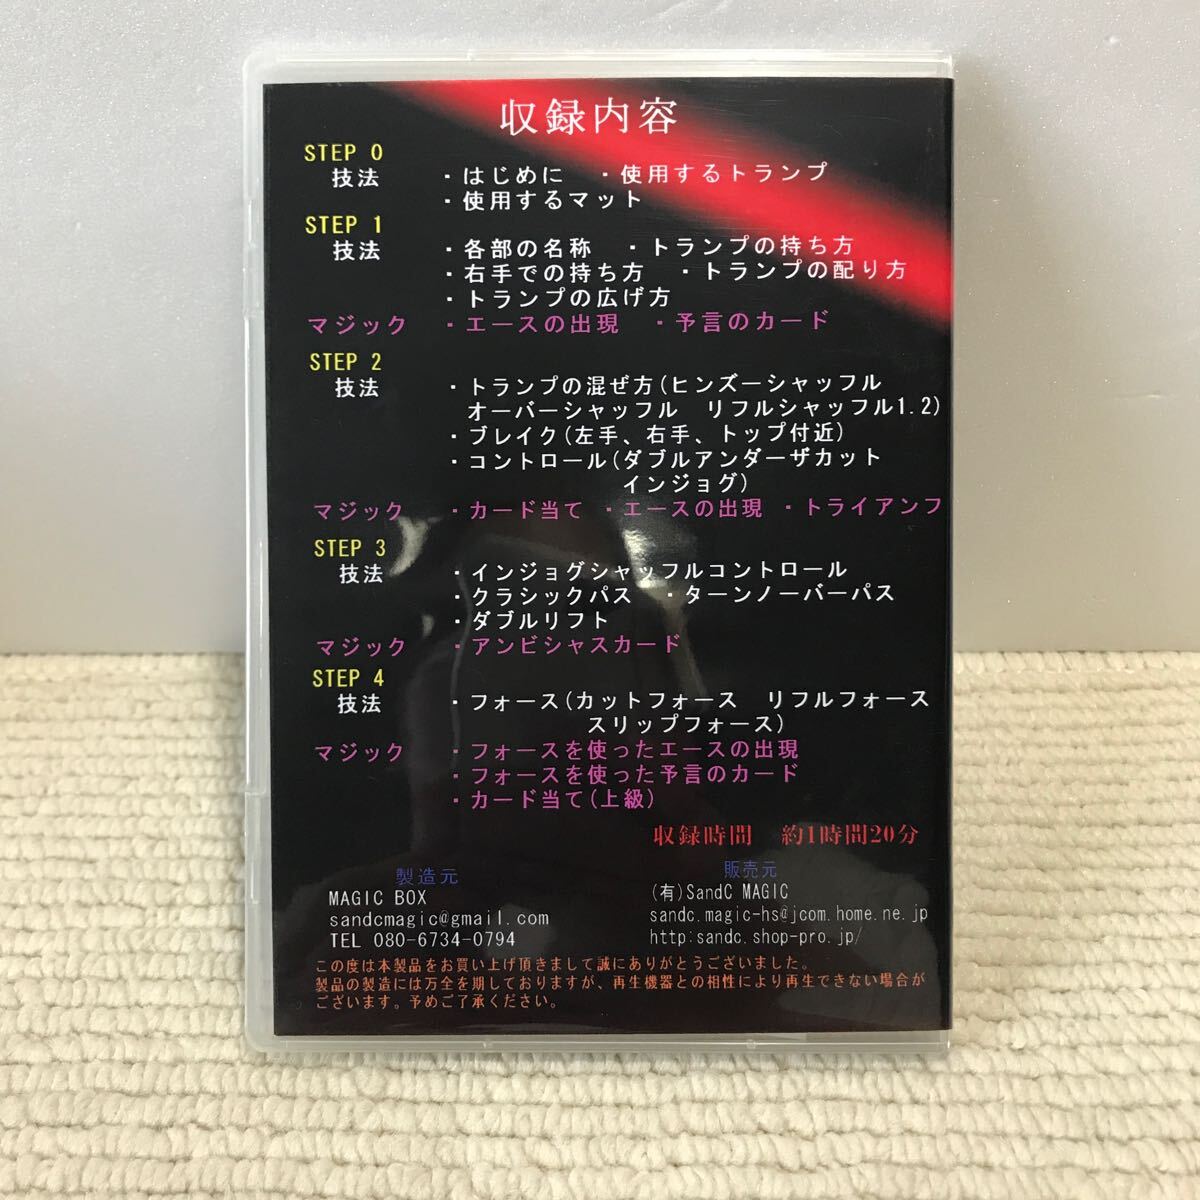 収録内容
STEP 0
技法 ・はじめに ・使用するトランプ
・使用するマット
STEP 1
技法 ・各部の名称 ・トランプの持ち方
・右手での持ち方 ・トランプの配り方
・トランプの広げ方
マジック ・エースの出現 ・予言のカード
STEP 2
技法 ・トランプの混ぜ方(ヒンズーシャッフル
オーバーシャッフル リフルシャッフル1.2)
・ブレイク(左手、右手、トップ付近)
・コントロール(ダブルアンダーザカット
インジョグ)
マジック ・カード当て ・エースの出現 ・トライアンフ
STEP 3
技法 ・インジョグシャッフルコントロール
・クラシックパス ・ターンノーバーパス
・ダブルリフト
マジック ・アンビシャスカード
STEP 4
技法 ・フォース(カットフォース リフルフォース
スリップフォース)
マジック ・フォースを使ったエースの出現
・フォースを使った予言のカード
・カード当て(上級)
収録時間 約1時間20分
製造元
MAGIC BOX
sandcmagic@gmail.com
TEL 080-6734-0794
販売元
(有)SandC MAGIC
sandc.magic-hs@jcom.home.ne.jp
http:sandc.shop-pro.jp/
この度は本製品をお買い上げ頂きまして誠にありがとうございました。
製品の製造には万全を期しておりますが、再生機器との相性により再生できない場合が
ございます。予めご了承ください。